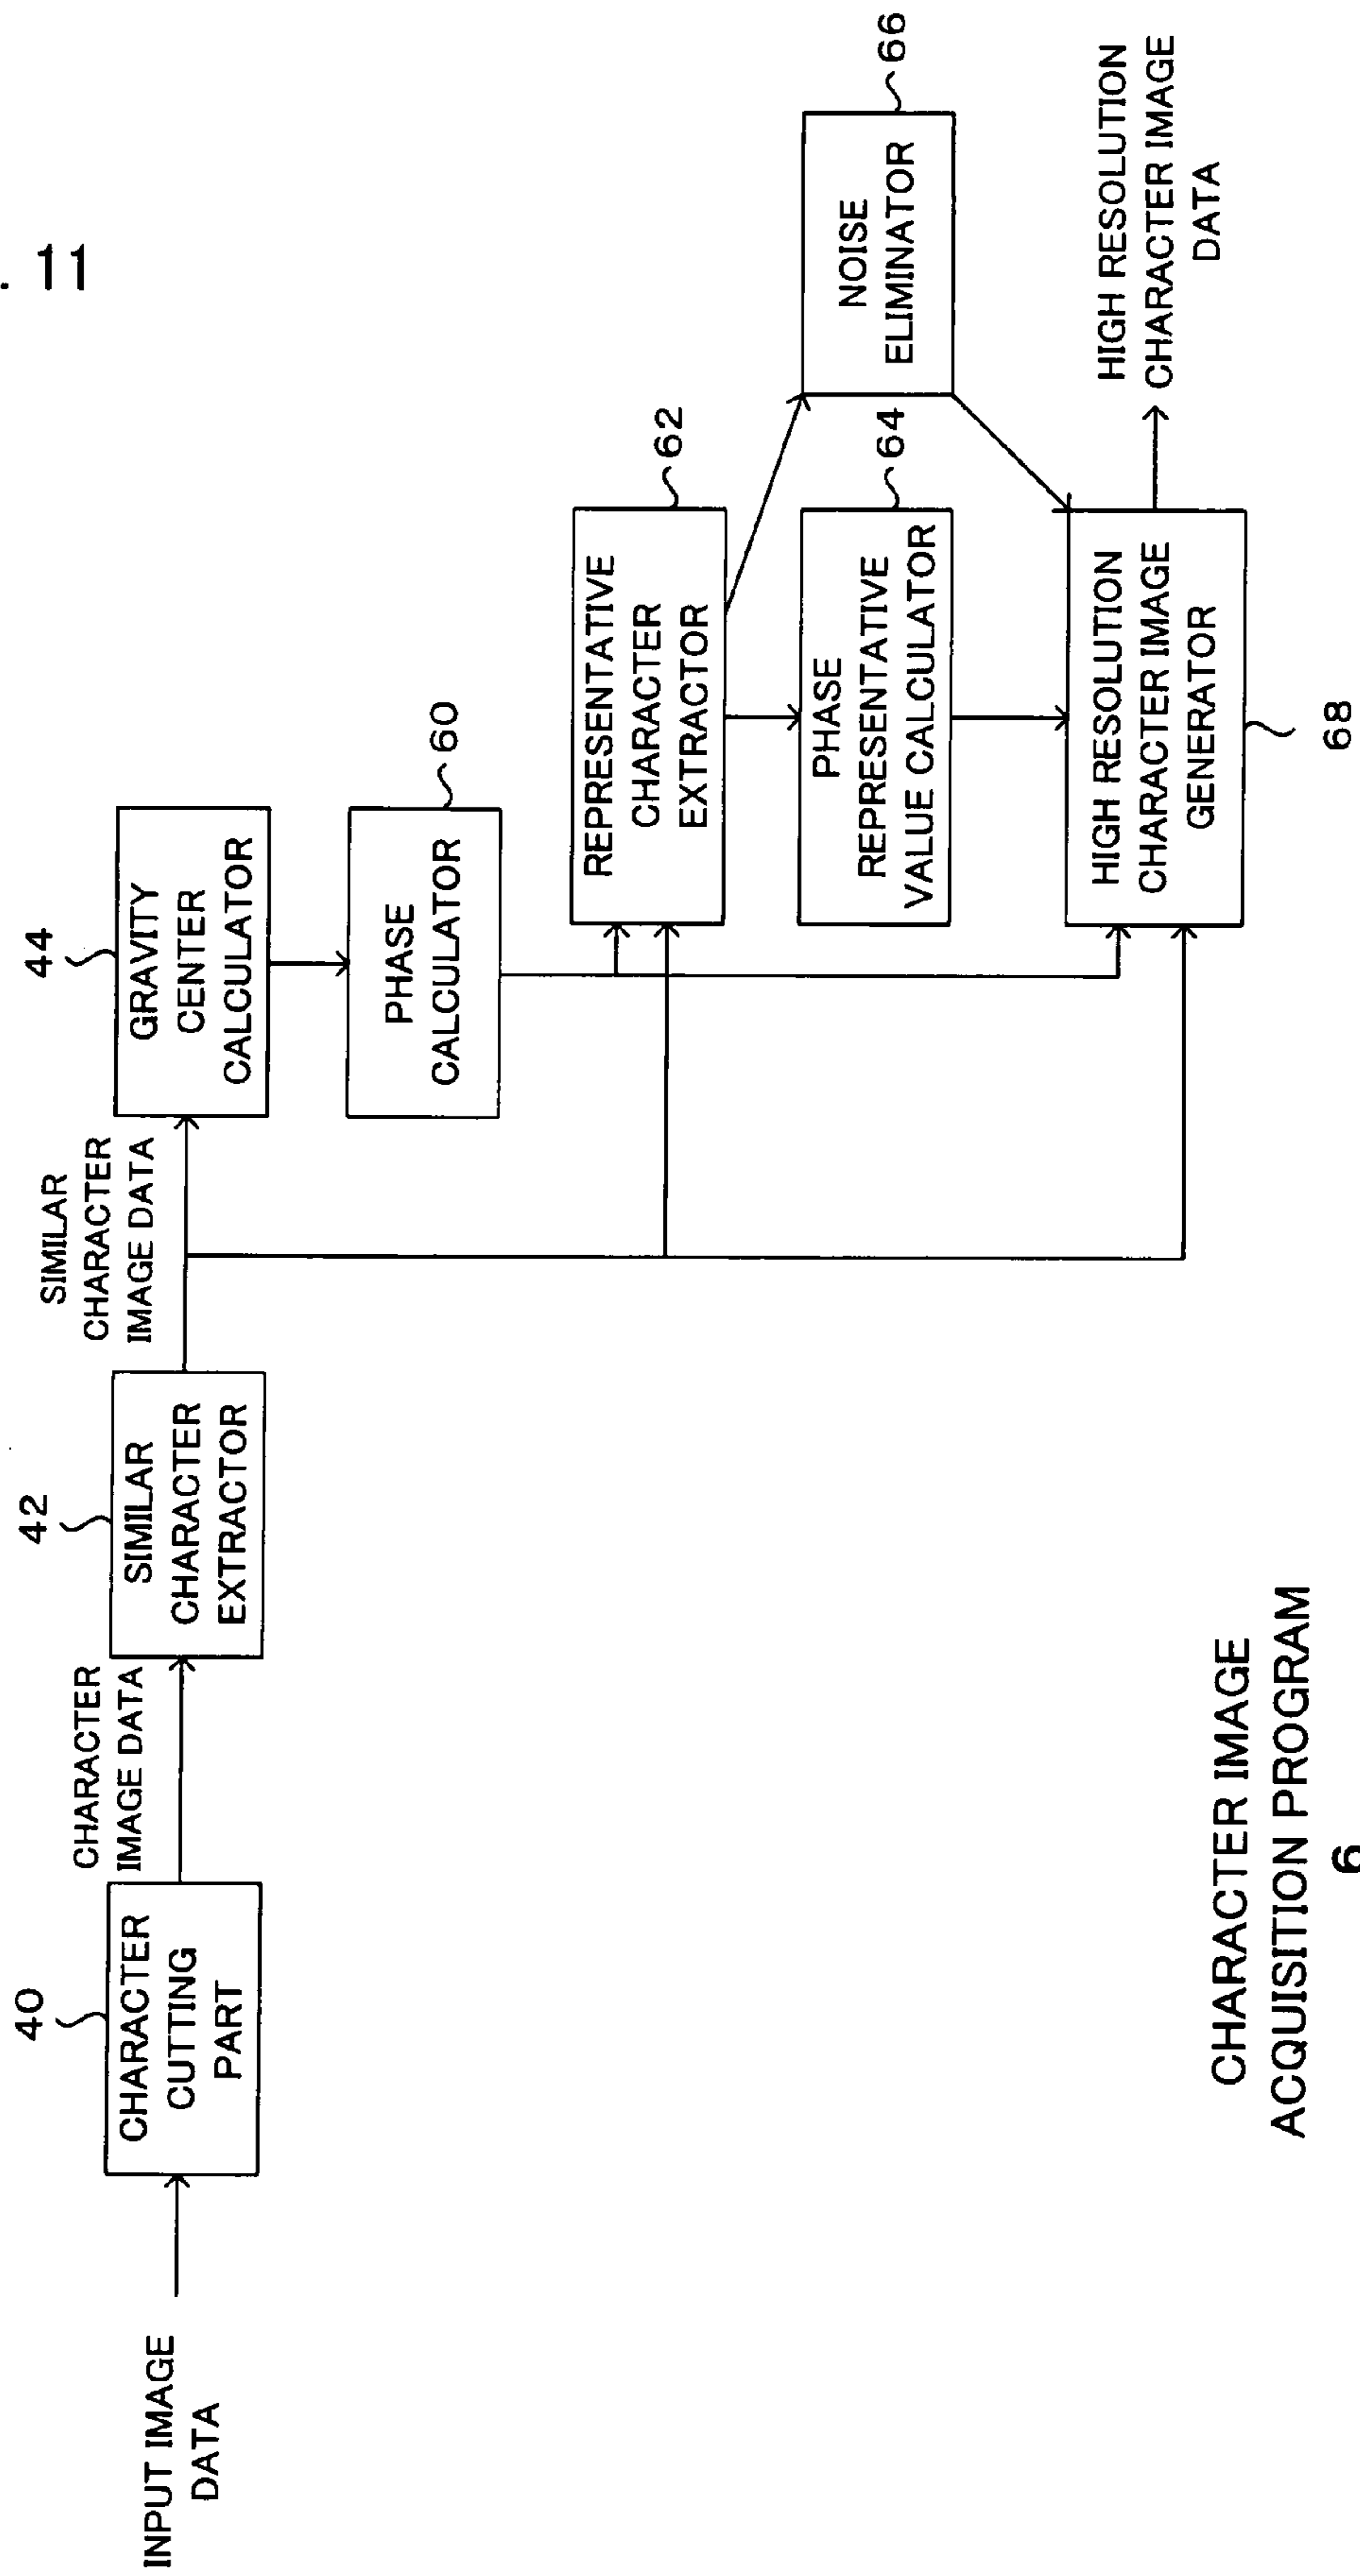 . 11
INPUT IMAGE
DATA
40
CHARACTER
CUTTING
PART
CHARACTER
IMAGE DATA
42
SIMILAR
CHARACTER
EXTRACTOR
SIMILAR
CHARACTER
IMAGE DATA
44
GRAVITY
CENTER
CALCULATOR
PHASE
CALCULATOR
60
REPRESENTATIVE
CHARACTER
EXTRACTOR
62
PHASE
REPRESENTATIVE
VALUE CALCULATOR
64
NOISE
ELIMINATOR
66
HIGH RESOLUTION
CHARACTER IMAGE
GENERATOR
68
HIGH RESOLUTION
CHARACTER IMAGE
DATA
CHARACTER IMAGE
ACQUISITION PROGRAM
6